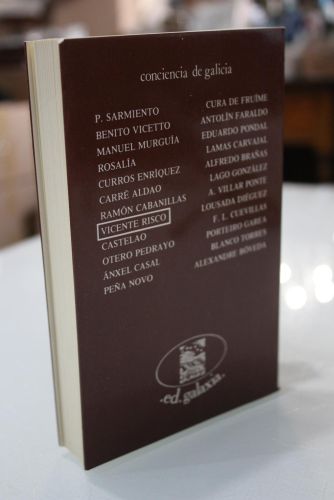 conciencia de galicia
P. SARMIENTO
BENITO VICETTO
MANUEL MURGUÍA
ROSALÍA
CURROS ENRÍQUEZ
CARRÉ ALDAO
RAMÓN CABANILLAS
VICENTE RISCO
CASTELAO
OTERO PEDRAYO
ÁNXEL CASAL
PEÑA NOVO
CURA DE FRUÍME
ANTOLÍN FARALDO
EDUARDO PONDAL
LAMAS CARVAJAL
ALFREDO BRAÑAS
LAGO GONZÁLEZ
A. VILLAR PONTE
LOUSADA DIÉGUEZ
F. L. CUEVILLAS
PORTEIRO GAREA
BLANCO TORRES
ALEXANDRE BÓVEDA
.ed. galaxia.